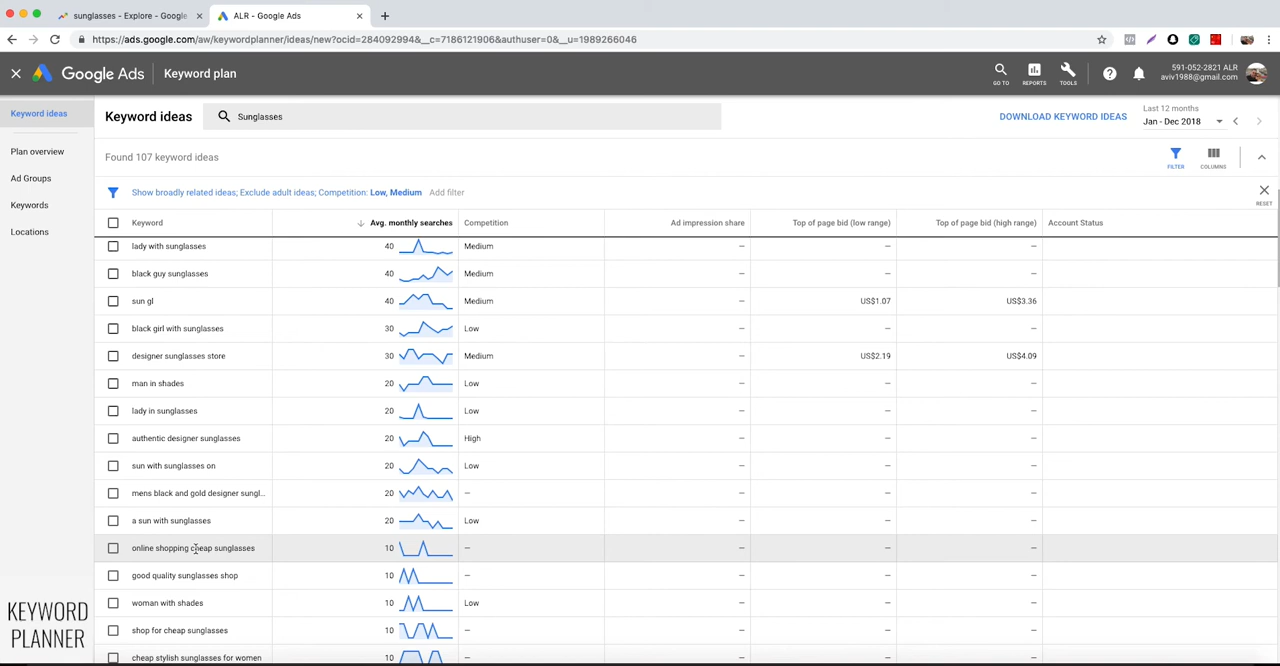 sunglasses - Explore - Google
ALR - Google Ads
https://ads.google.com/aw/keywordplanner/ideas/new?ocid=284092994&__c=7186121906&authuser=0&__u=1989266046
Google Ads
Keyword plan
GO TO
REPORTS
TOOLS
591-052-2821 ALR
aviv1988@gmail.com
Keyword ideas
Plan overview
Ad Groups
Keywords
Locations
KEYWORD
PLANNER
Keyword ideas
Sunglasses
DOWNLOAD KEYWORD IDEAS
Last 12 months
Jan - Dec 2018
Found 107 keyword ideas
FILTER
COLUMNS
Show broadly related ideas; Exclude adult ideas; Competition: Low, Medium Add filter
RESET
Keyword Avg. monthly searches Competition Ad impression share Top of page bid (low range) Top of page bid (high range) Account Status
lady with sunglasses 40 Medium – – –
black guy sunglasses 40 Medium – – –
sun gl 40 Medium – US$1.07 US$3.36
black girl with sunglasses 30 Low – – –
designer sunglasses store 30 Medium – US$2.19 US$4.09
man in shades 20 Low – – –
lady in sunglasses 20 Low – – –
authentic designer sunglasses 20 High – – –
sun with sunglasses on 20 Low – – –
mens black and gold designer sungl... 20 – – – –
a sun with sunglasses 20 Low – – –
online shopping cheap sunglasses 10 – – – –
good quality sunglasses shop 10 – – – –
woman with shades 10 Low – – –
shop for cheap sunglasses 10 – – – –
cheap stylish sunglasses for women 10 – – – –